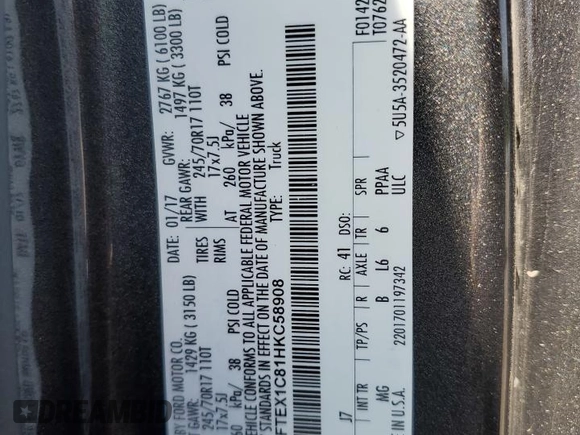 BY FORD MOTOR CO.
DATE: 01/17 GVWR: 2767 KG ( 6100 LB)
1429 KG ( 3150 LB) REAR GAWR: 1497 KG ( 3300 LB)
245/70R17 110T TIRES WITH 245/70R17 110T
17x7.5J RIMS 17x7.5J
kPa/ 38 PSI COLD AT 260 kPa/ 38 PSI COLD
VEHICLE CONFORMS TO ALL APPLICABLE FEDERAL MOTOR VEHICLE
STANDARDS IN EFFECT ON THE DATE OF MANUFACTURE SHOWN ABOVE.
FTEX1C81HKC58908 TYPE: Truck
F0142
T0762
RC: 41 DSO:
J7
INT TR TP/PS R AXLE TR SPR
MG B L6 6 PPAA
ULC
IN U.S.A. 2201701197342 ▽5U5A-3520472-AA
DREAMBID